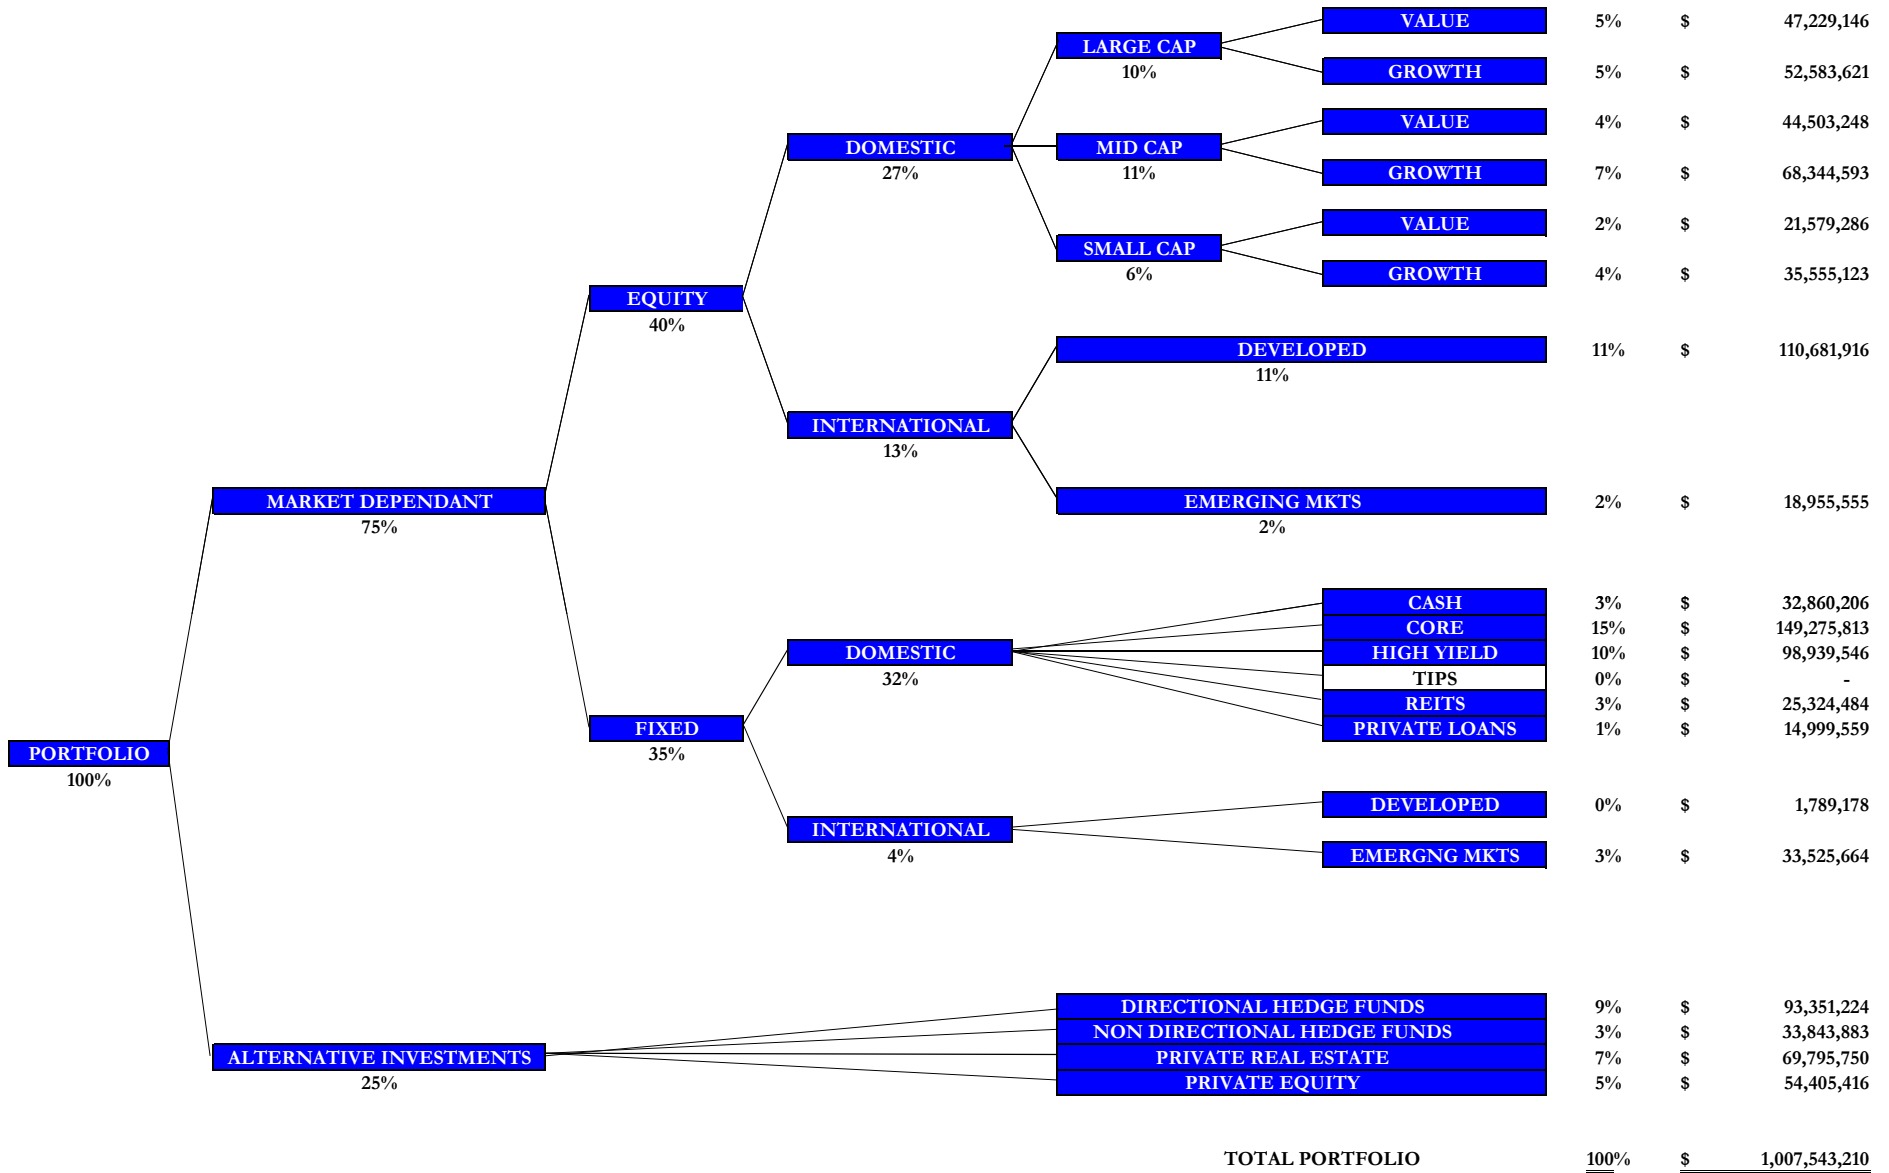 VALUE 5% $ 47,229,146
LARGE CAP
10%
GROWTH 5% $ 52,583,621
VALUE 4% $ 44,503,248
DOMESTIC MID CAP
27% 11%
GROWTH 7% $ 68,344,593
VALUE 2% $ 21,579,286
SMALL CAP
6%
GROWTH 4% $ 35,555,123
EQUITY
40%
DEVELOPED 11% $ 110,681,916
11%
INTERNATIONAL
13%
MARKET DEPENDANT EMERGING MKTS 2% $ 18,955,555
75% 2%
CASH 3% $ 32,860,206
CORE 15% $ 149,275,813
DOMESTIC HIGH YIELD 10% $ 98,939,546
32% TIPS 0% $ -
REITS 3% $ 25,324,484
FIXED PRIVATE LOANS 1% $ 14,999,559
PORTFOLIO 35%
100%
DEVELOPED 0% $ 1,789,178
INTERNATIONAL
4% EMERGNG MKTS 3% $ 33,525,664
DIRECTIONAL HEDGE FUNDS 9% $ 93,351,224
NON DIRECTIONAL HEDGE FUNDS 3% $ 33,843,883
ALTERNATIVE INVESTMENTS PRIVATE REAL ESTATE 7% $ 69,795,750
25% PRIVATE EQUITY 5% $ 54,405,416
TOTAL PORTFOLIO 100% $ 1,007,543,210